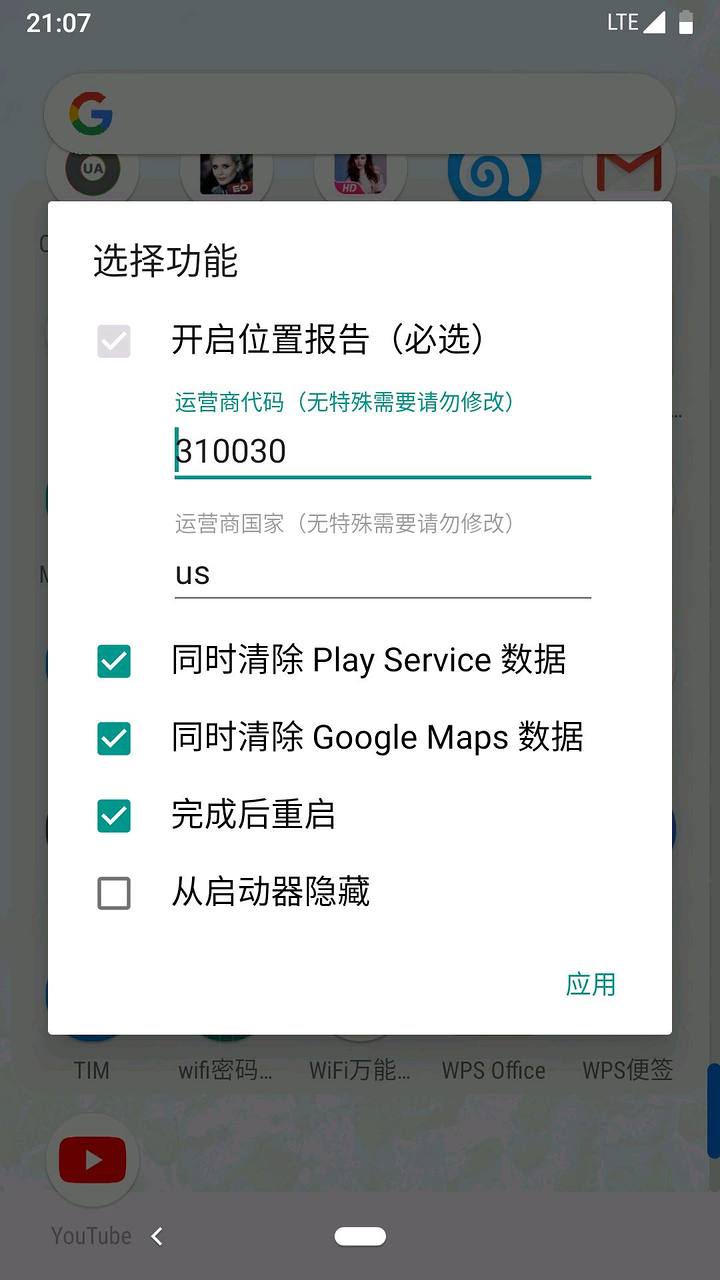 21:07
LTE
UA
EO
HD
选择功能
开启位置报告（必选）
运营商代码（无特殊需要请勿修改）
310030
运营商国家（无特殊需要请勿修改）
us
同时清除 Play Service 数据
同时清除 Google Maps 数据
完成后重启
从启动器隐藏
应用
TIM
wifi密码...
WiFi万能...
WPS Office
WPS便签
YouTube